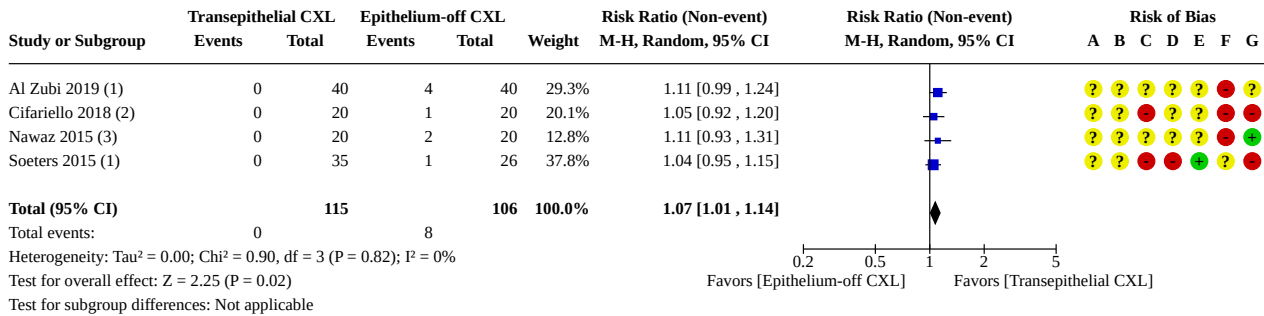 Transepithelial CXL Epithelium-off CXL Risk Ratio (Non-event) Risk Ratio (Non-event) Risk of Bias
Study or Subgroup Events Total Events Total Weight M-H, Random, 95% CI M-H, Random, 95% CI A B C D E F G
Al Zubi 2019 (1) 0 40 4 40 29.3% 1.11 [0.99 , 1.24] ? ? ? ? ? - ?
Cifariello 2018 (2) 0 20 1 20 20.1% 1.05 [0.92 , 1.20] ? ? - ? ? - -
Nawaz 2015 (3) 0 20 2 20 12.8% 1.11 [0.93 , 1.31] ? ? ? ? ? - +
Soeters 2015 (1) 0 35 1 26 37.8% 1.04 [0.95 , 1.15] ? ? - - + ? -
Total (95% CI) 115 106 100.0% 1.07 [1.01 , 1.14]
Total events: 0 8
Heterogeneity: Tau² = 0.00; Chi² = 0.90, df = 3 (P = 0.82); I² = 0%
0.2 0.5 1 2 5
Test for overall effect: Z = 2.25 (P = 0.02) Favors [Epithelium-off CXL] Favors [Transepithelial CXL]
Test for subgroup differences: Not applicable